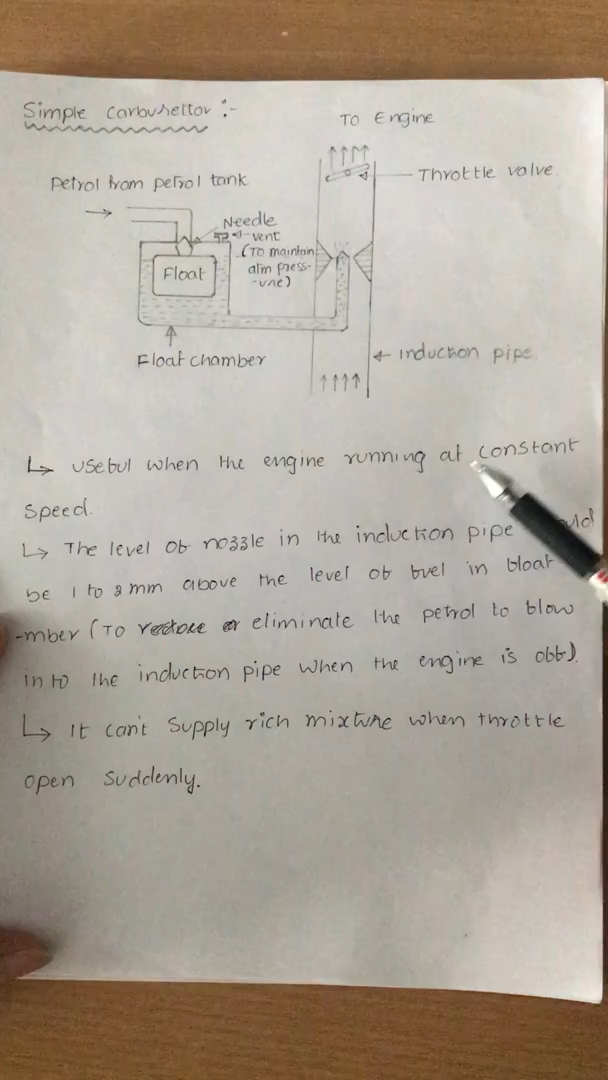 Simple Carburettor :-
TO Engine
Petrol from petrol tank
Throttle valve
Needle
vent
(To maintain
atm press-
-ure)
Float
Float chamber
Induction pipe
↳ Useful when the engine running at constant
speed.
↳ The level of nozzle in the induction pipe
be 1 to 2 mm above the level of fuel in float
-mber (To eliminate the petrol to blow
into the induction pipe when the engine is off).
↳ It can't supply rich mixture when throttle
open suddenly.